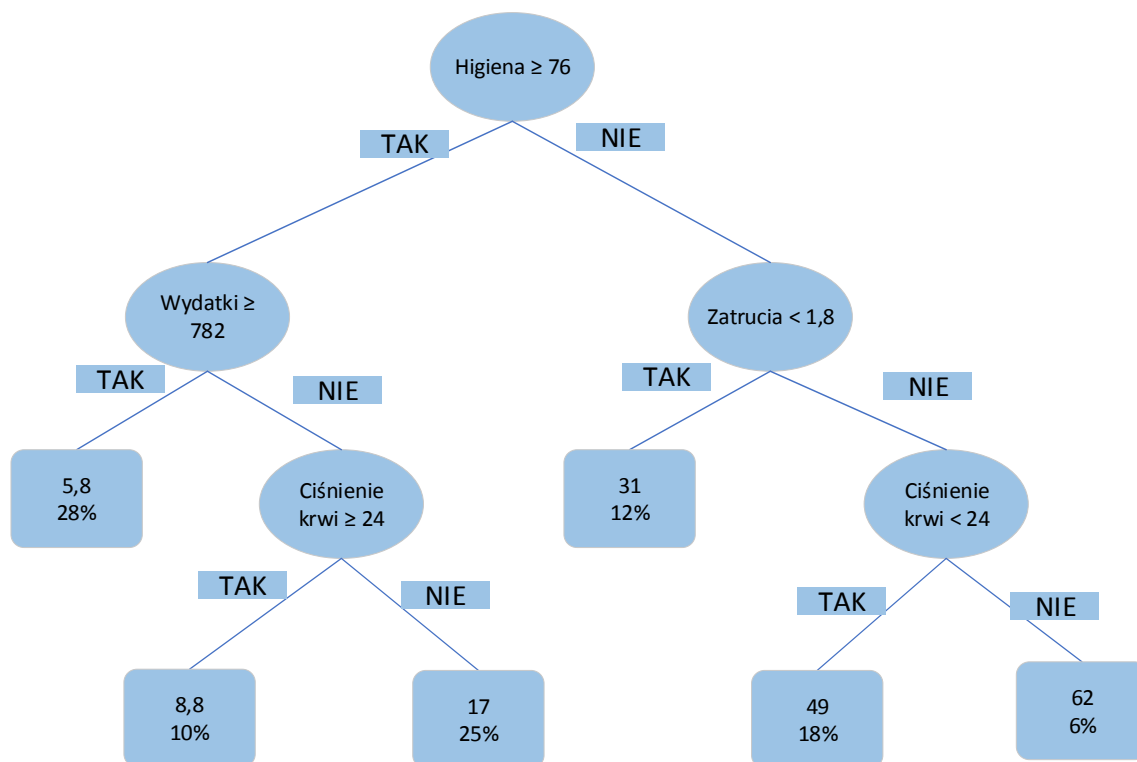 Higiena ≥ 76
TAK
NIE
Wydatki ≥
782
Zatrucia < 1,8
TAK
NIE
TAK
NIE
5,8
28%
Ciśnienie
krwi ≥ 24
31
12%
Ciśnienie
krwi < 24
TAK
NIE
TAK
NIE
8,8
10%
17
25%
49
18%
62
6%